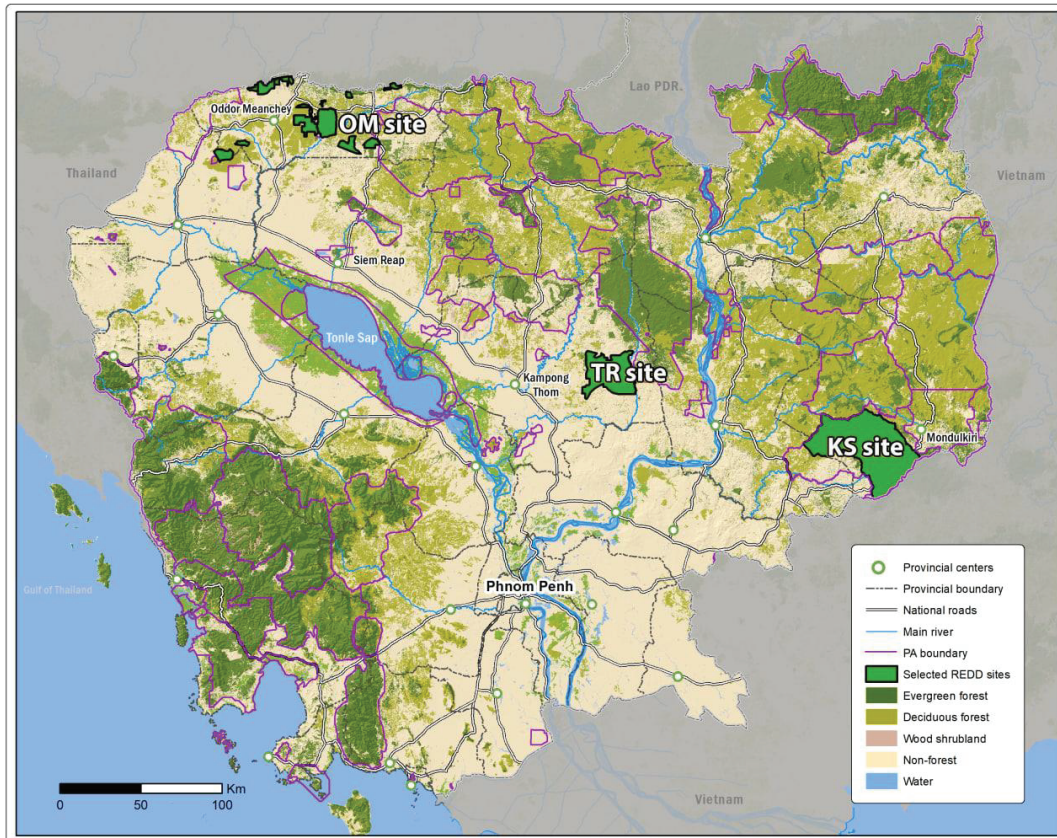 Lao PDR.
Oddor Meanchey
OM site
Thailand
Vietnam
Siem Reap
Tonle Sap
TR site
Kampong
Thom
KS site
Mondulkiri
Phnom Penh
Gulf of Thailand
Vietnam
Provincial centers
Provincial boundary
National roads
Main river
PA boundary
Selected REDD sites
Evergreen forest
Deciduous forest
Wood shrubland
Non-forest
Water
Km
0 50 100